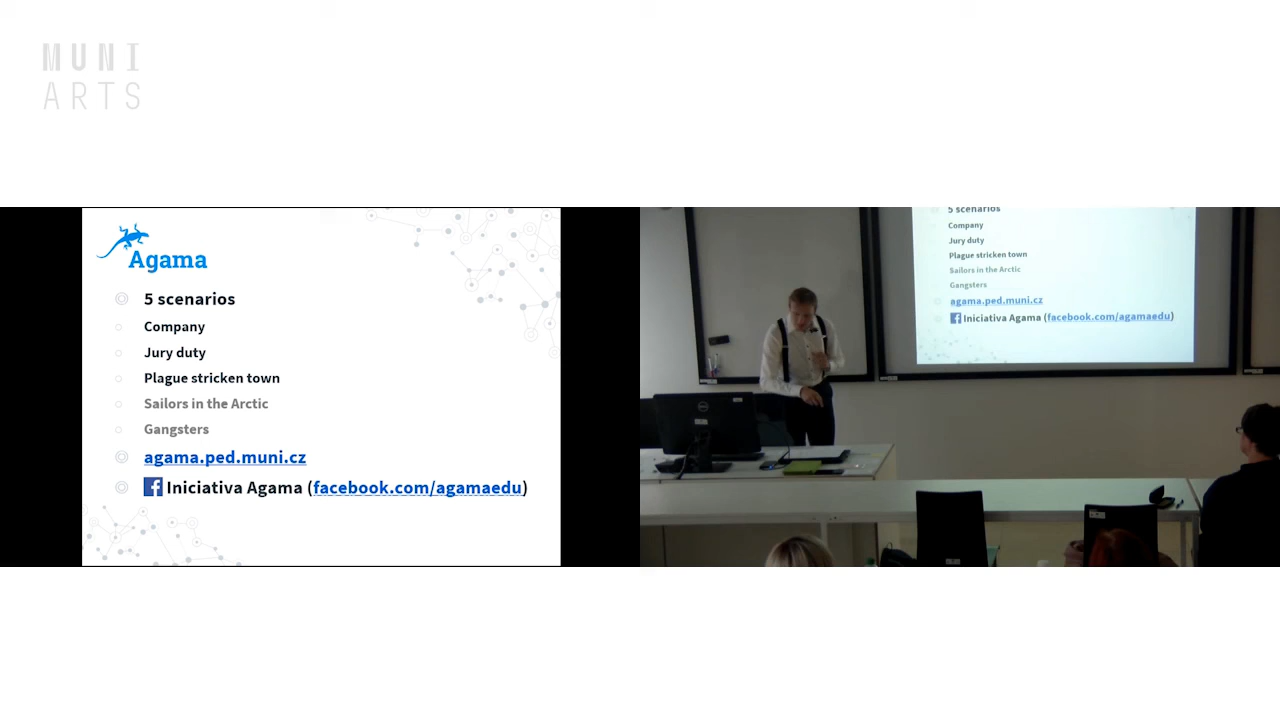 MUNI
ARTS
Agama
5 scenarios
Company
Jury duty
Plague stricken town
Sailors in the Arctic
Gangsters
agama.ped.muni.cz
Iniciativa Agama (facebook.com/agamaedu)
5 scenarios
Company
Jury duty
Plague stricken town
Sailors in the Arctic
Gangsters
agama.ped.muni.cz
Iniciativa Agama (facebook.com/agamaedu)
DELL